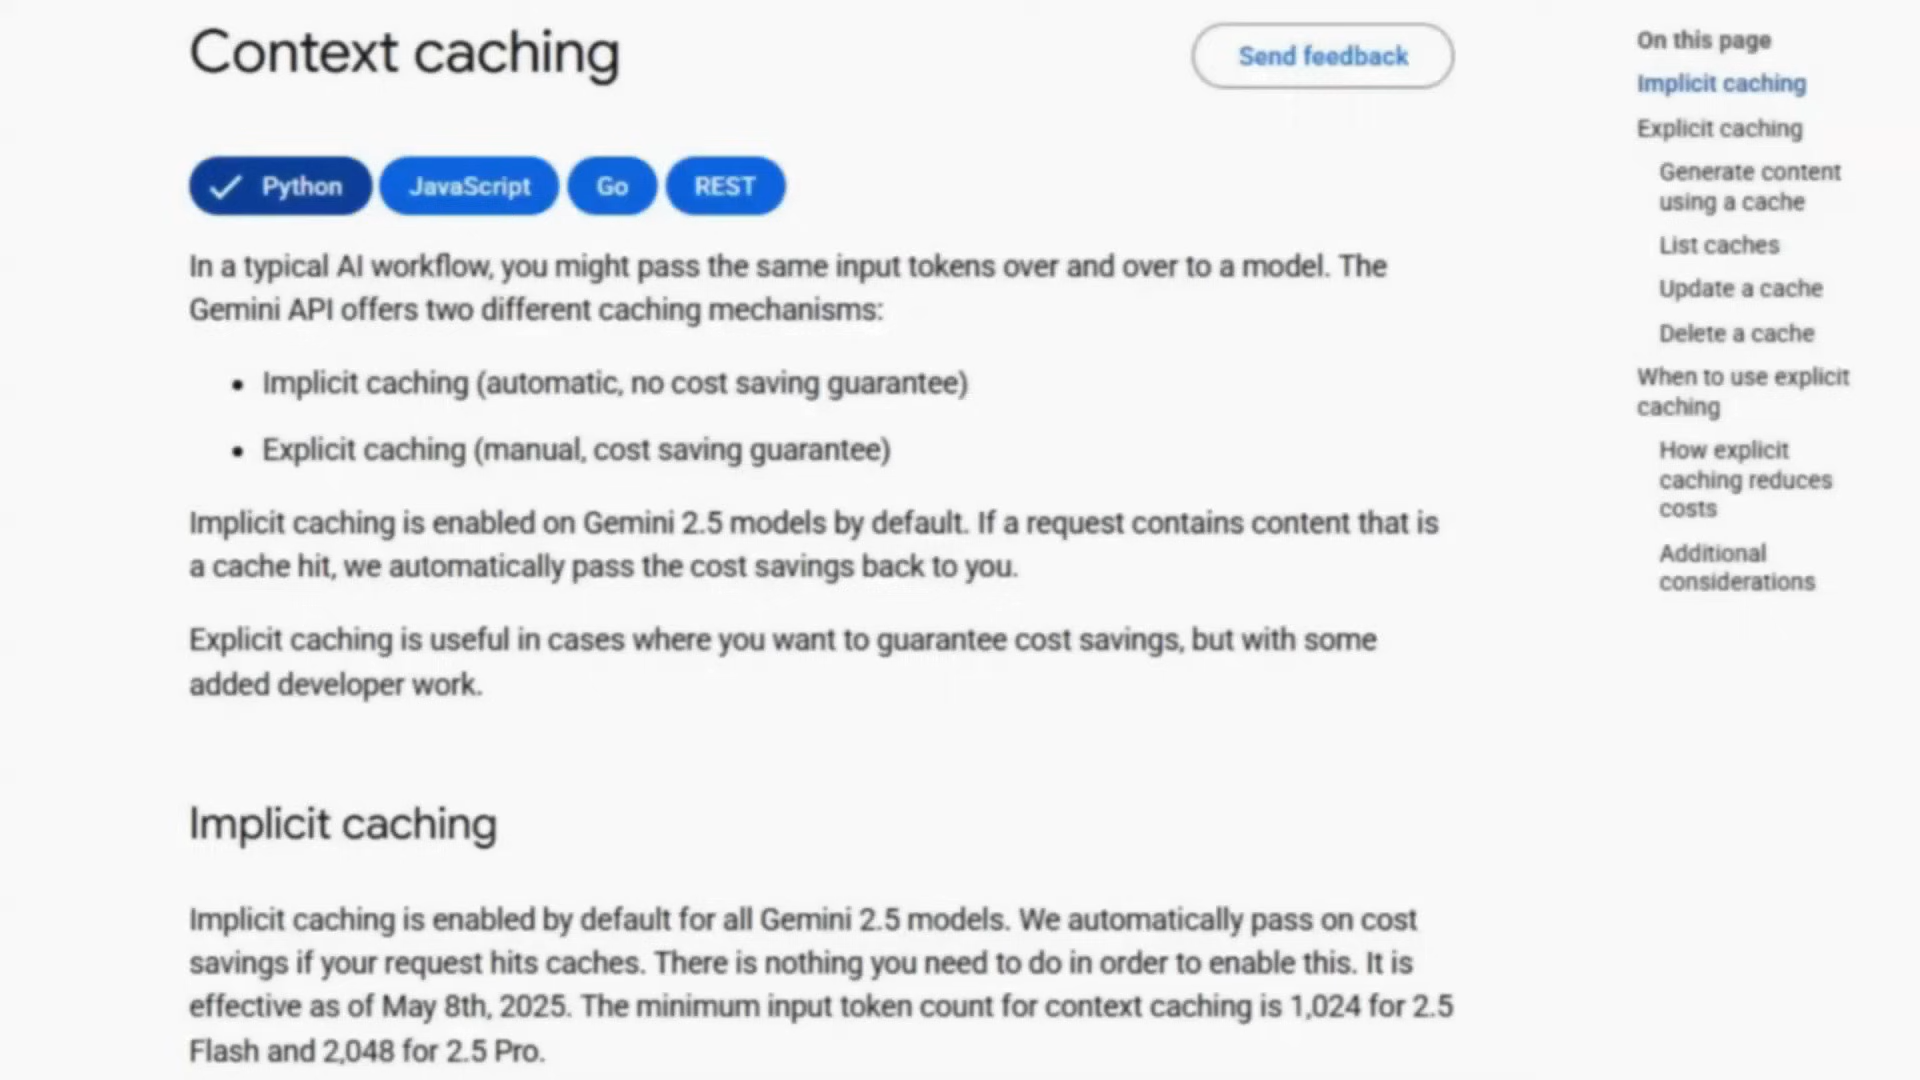 Context caching
Send feedback
Python
JavaScript
Go
REST
In a typical AI workflow, you might pass the same input tokens over and over to a model. The
Gemini API offers two different caching mechanisms:
• Implicit caching (automatic, no cost saving guarantee)
• Explicit caching (manual, cost saving guarantee)
Implicit caching is enabled on Gemini 2.5 models by default. If a request contains content that is
a cache hit, we automatically pass the cost savings back to you.
Explicit caching is useful in cases where you want to guarantee cost savings, but with some
added developer work.
Implicit caching
Implicit caching is enabled by default for all Gemini 2.5 models. We automatically pass on cost
savings if your request hits caches. There is nothing you need to do in order to enable this. It is
effective as of May 8th, 2025. The minimum input token count for context caching is 1,024 for 2.5
Flash and 2,048 for 2.5 Pro.
On this page
Implicit caching
Explicit caching
Generate content
using a cache
List caches
Update a cache
Delete a cache
When to use explicit
caching
How explicit
caching reduces
costs
Additional
considerations